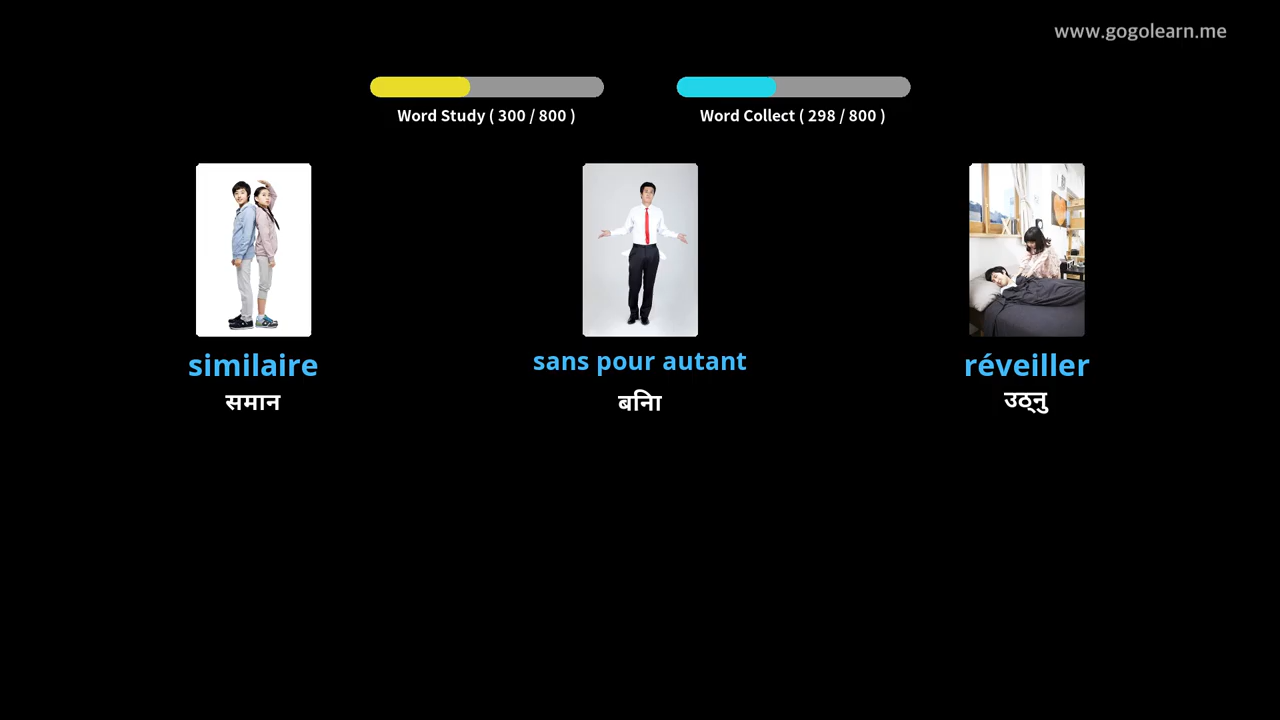 www.gogolearn.me
Word Study ( 300 / 800 )
Word Collect ( 298 / 800 )
similaire
sans pour autant
réveiller
समान
बिना
उठ्नु